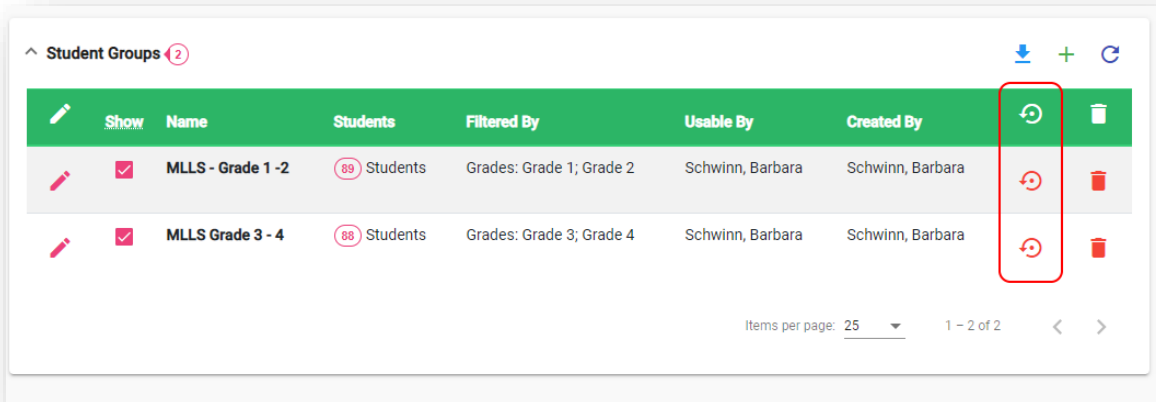 Student Groups 2
Show Name Students Filtered By Usable By Created By
MLLS - Grade 1 -2 89 Students Grades: Grade 1; Grade 2 Schwinn, Barbara Schwinn, Barbara
MLLS Grade 3 - 4 88 Students Grades: Grade 3; Grade 4 Schwinn, Barbara Schwinn, Barbara
Items per page: 25 1 – 2 of 2